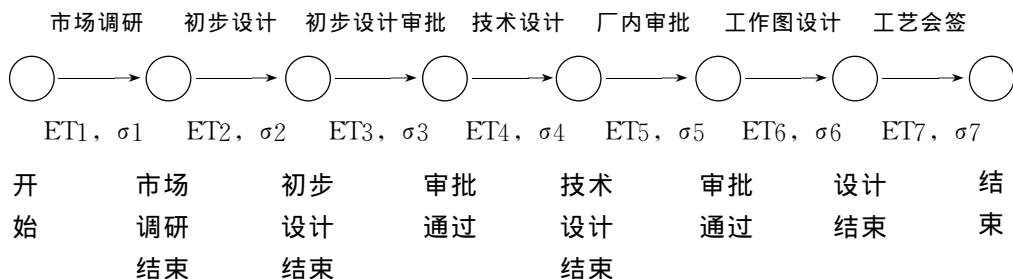 市场调研 初步设计 初步设计审批 技术设计 厂内审批 工作图设计 工艺会签
ET1, σ1 ET2, σ2 ET3, σ3 ET4, σ4 ET5, σ5 ET6, σ6 ET7, σ7
开 市场 初步 审批 技术 审批 设计 结
始 调研 设计 通过 设计 通过 结束 束
结束 结束 结束